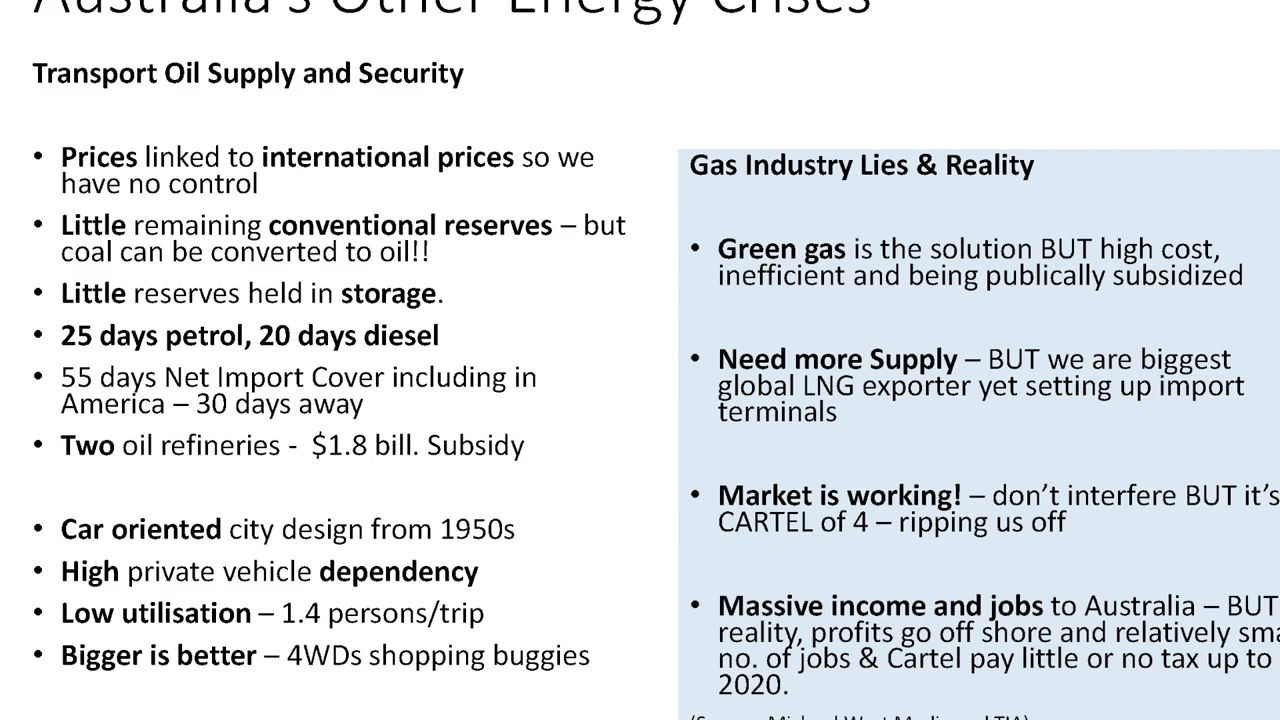 Australia's Other Energy Crises
Transport Oil Supply and Security
• Prices linked to international prices so we
have no control
• Little remaining conventional reserves – but
coal can be converted to oil!!
• Little reserves held in storage.
• 25 days petrol, 20 days diesel
• 55 days Net Import Cover including in
America – 30 days away
• Two oil refineries - $1.8 bill. Subsidy
• Car oriented city design from 1950s
• High private vehicle dependency
• Low utilisation – 1.4 persons/trip
• Bigger is better – 4WDs shopping buggies
Gas Industry Lies & Reality
• Green gas is the solution BUT high cost,
inefficient and being publically subsidized
• Need more Supply – BUT we are biggest
global LNG exporter yet setting up import
terminals
• Market is working! – don't interfere BUT it's
CARTEL of 4 – ripping us off
• Massive income and jobs to Australia – BUT
reality, profits go off shore and relatively
no. of jobs & Cartel pay little or no tax up to
2020.